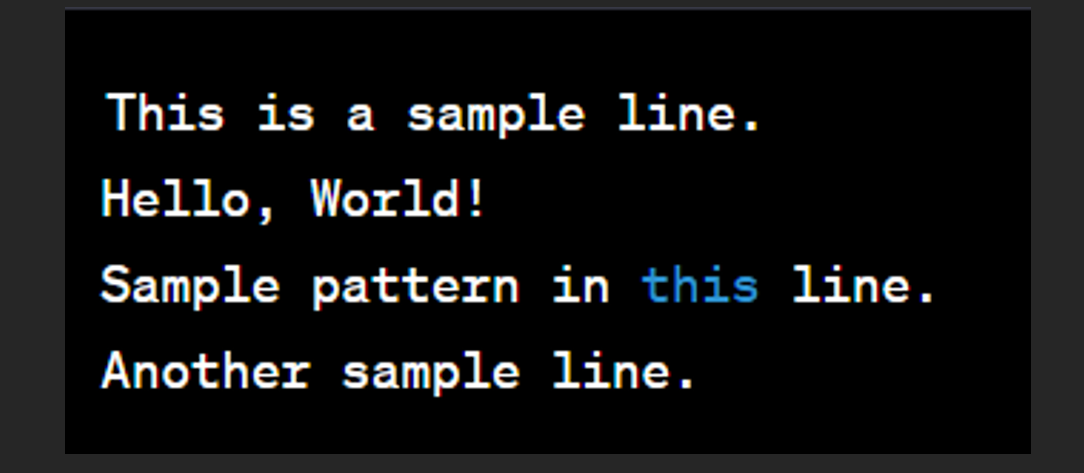 This is a sample line.
Hello, World!
Sample pattern in this line.
Another sample line.